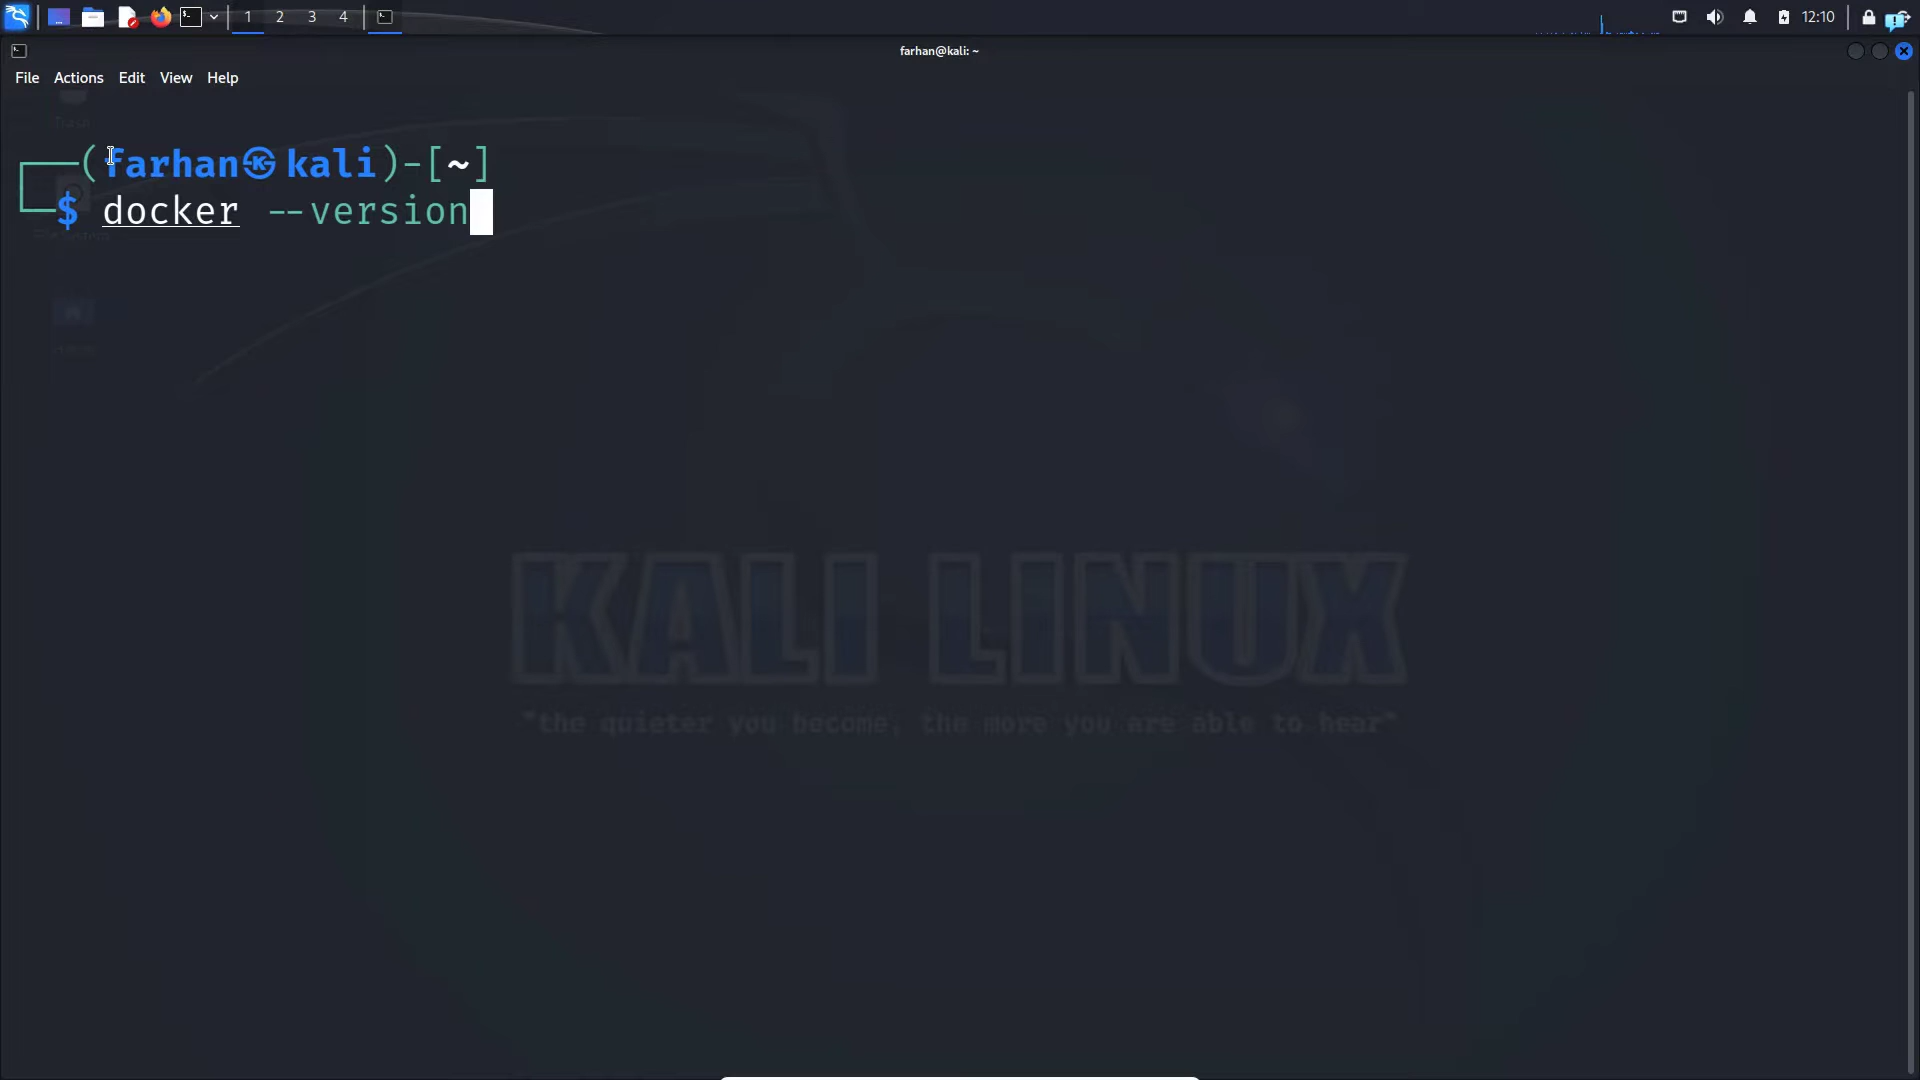 1 2 3 4 12:10
farhan@kali: ~
File Actions Edit View Help
Trash
┌──(farhan㉿kali)-[~]
└─$ docker --version
KALI LINUX
"the quieter you become, the more you are able to hear"